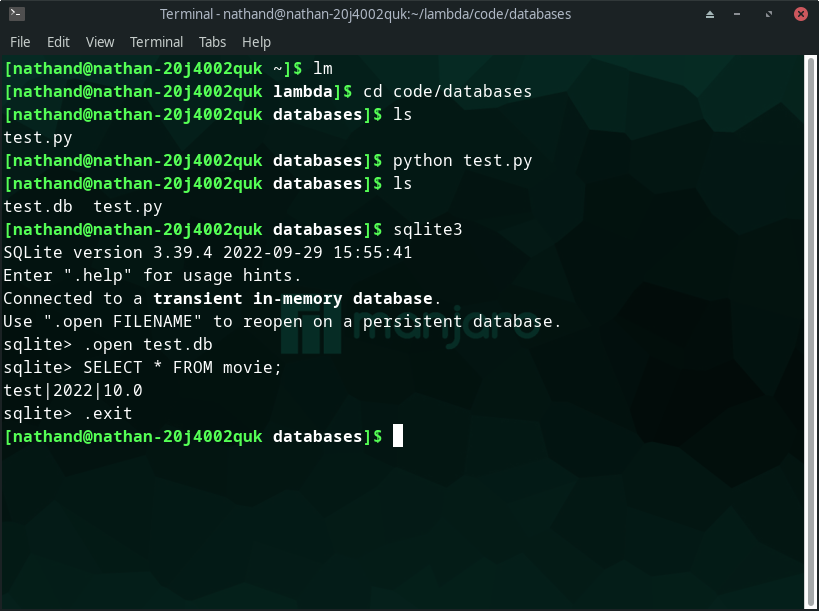 Terminal - nathand@nathan-20j4002quk:~/lambda/code/databases
File Edit View Terminal Tabs Help
[nathand@nathan-20j4002quk ~]$ lm
[nathand@nathan-20j4002quk lambda]$ cd code/databases
[nathand@nathan-20j4002quk databases]$ ls
test.py
[nathand@nathan-20j4002quk databases]$ python test.py
[nathand@nathan-20j4002quk databases]$ ls
test.db  test.py
[nathand@nathan-20j4002quk databases]$ sqlite3
SQLite version 3.39.4 2022-09-29 15:55:41
Enter ".help" for usage hints.
Connected to a transient in-memory database.
Use ".open FILENAME" to reopen on a persistent database.
manjaro
sqlite> .open test.db
sqlite> SELECT * FROM movie;
test|2022|10.0
sqlite> .exit
[nathand@nathan-20j4002quk databases]$